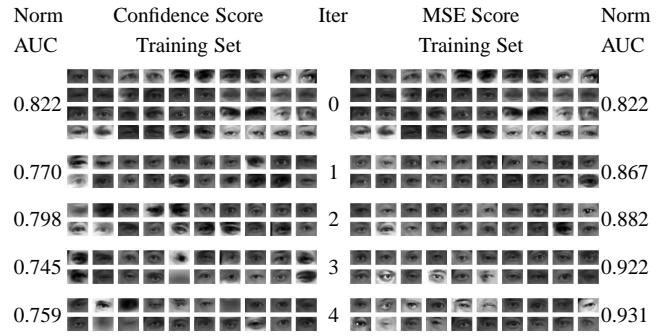 Norm Confidence Score Iter MSE Score Norm
AUC Training Set Training Set AUC
0.822 0 0.822
0.770 1 0.867
0.798 2 0.882
0.745 3 0.922
0.759 4 0.931